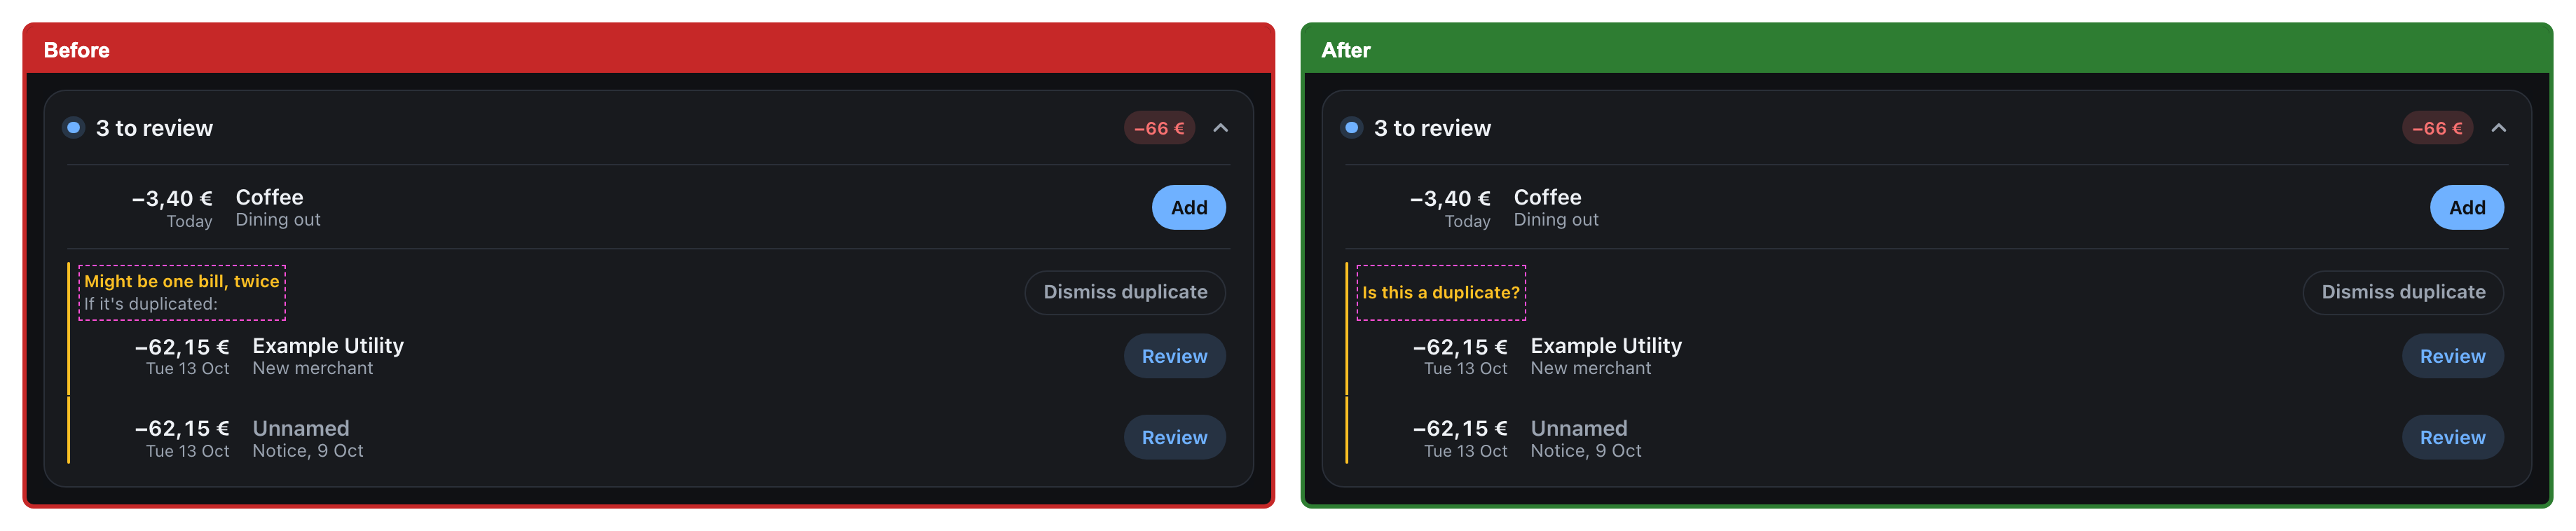 Before
3 to review
−66 €
−3,40 €
Today
Coffee
Dining out
Add
Might be one bill, twice
If it's duplicated:
Dismiss duplicate
−62,15 €
Tue 13 Oct
Example Utility
New merchant
Review
−62,15 €
Tue 13 Oct
Unnamed
Notice, 9 Oct
Review
After
3 to review
−66 €
−3,40 €
Today
Coffee
Dining out
Add
Is this a duplicate?
Dismiss duplicate
−62,15 €
Tue 13 Oct
Example Utility
New merchant
Review
−62,15 €
Tue 13 Oct
Unnamed
Notice, 9 Oct
Review